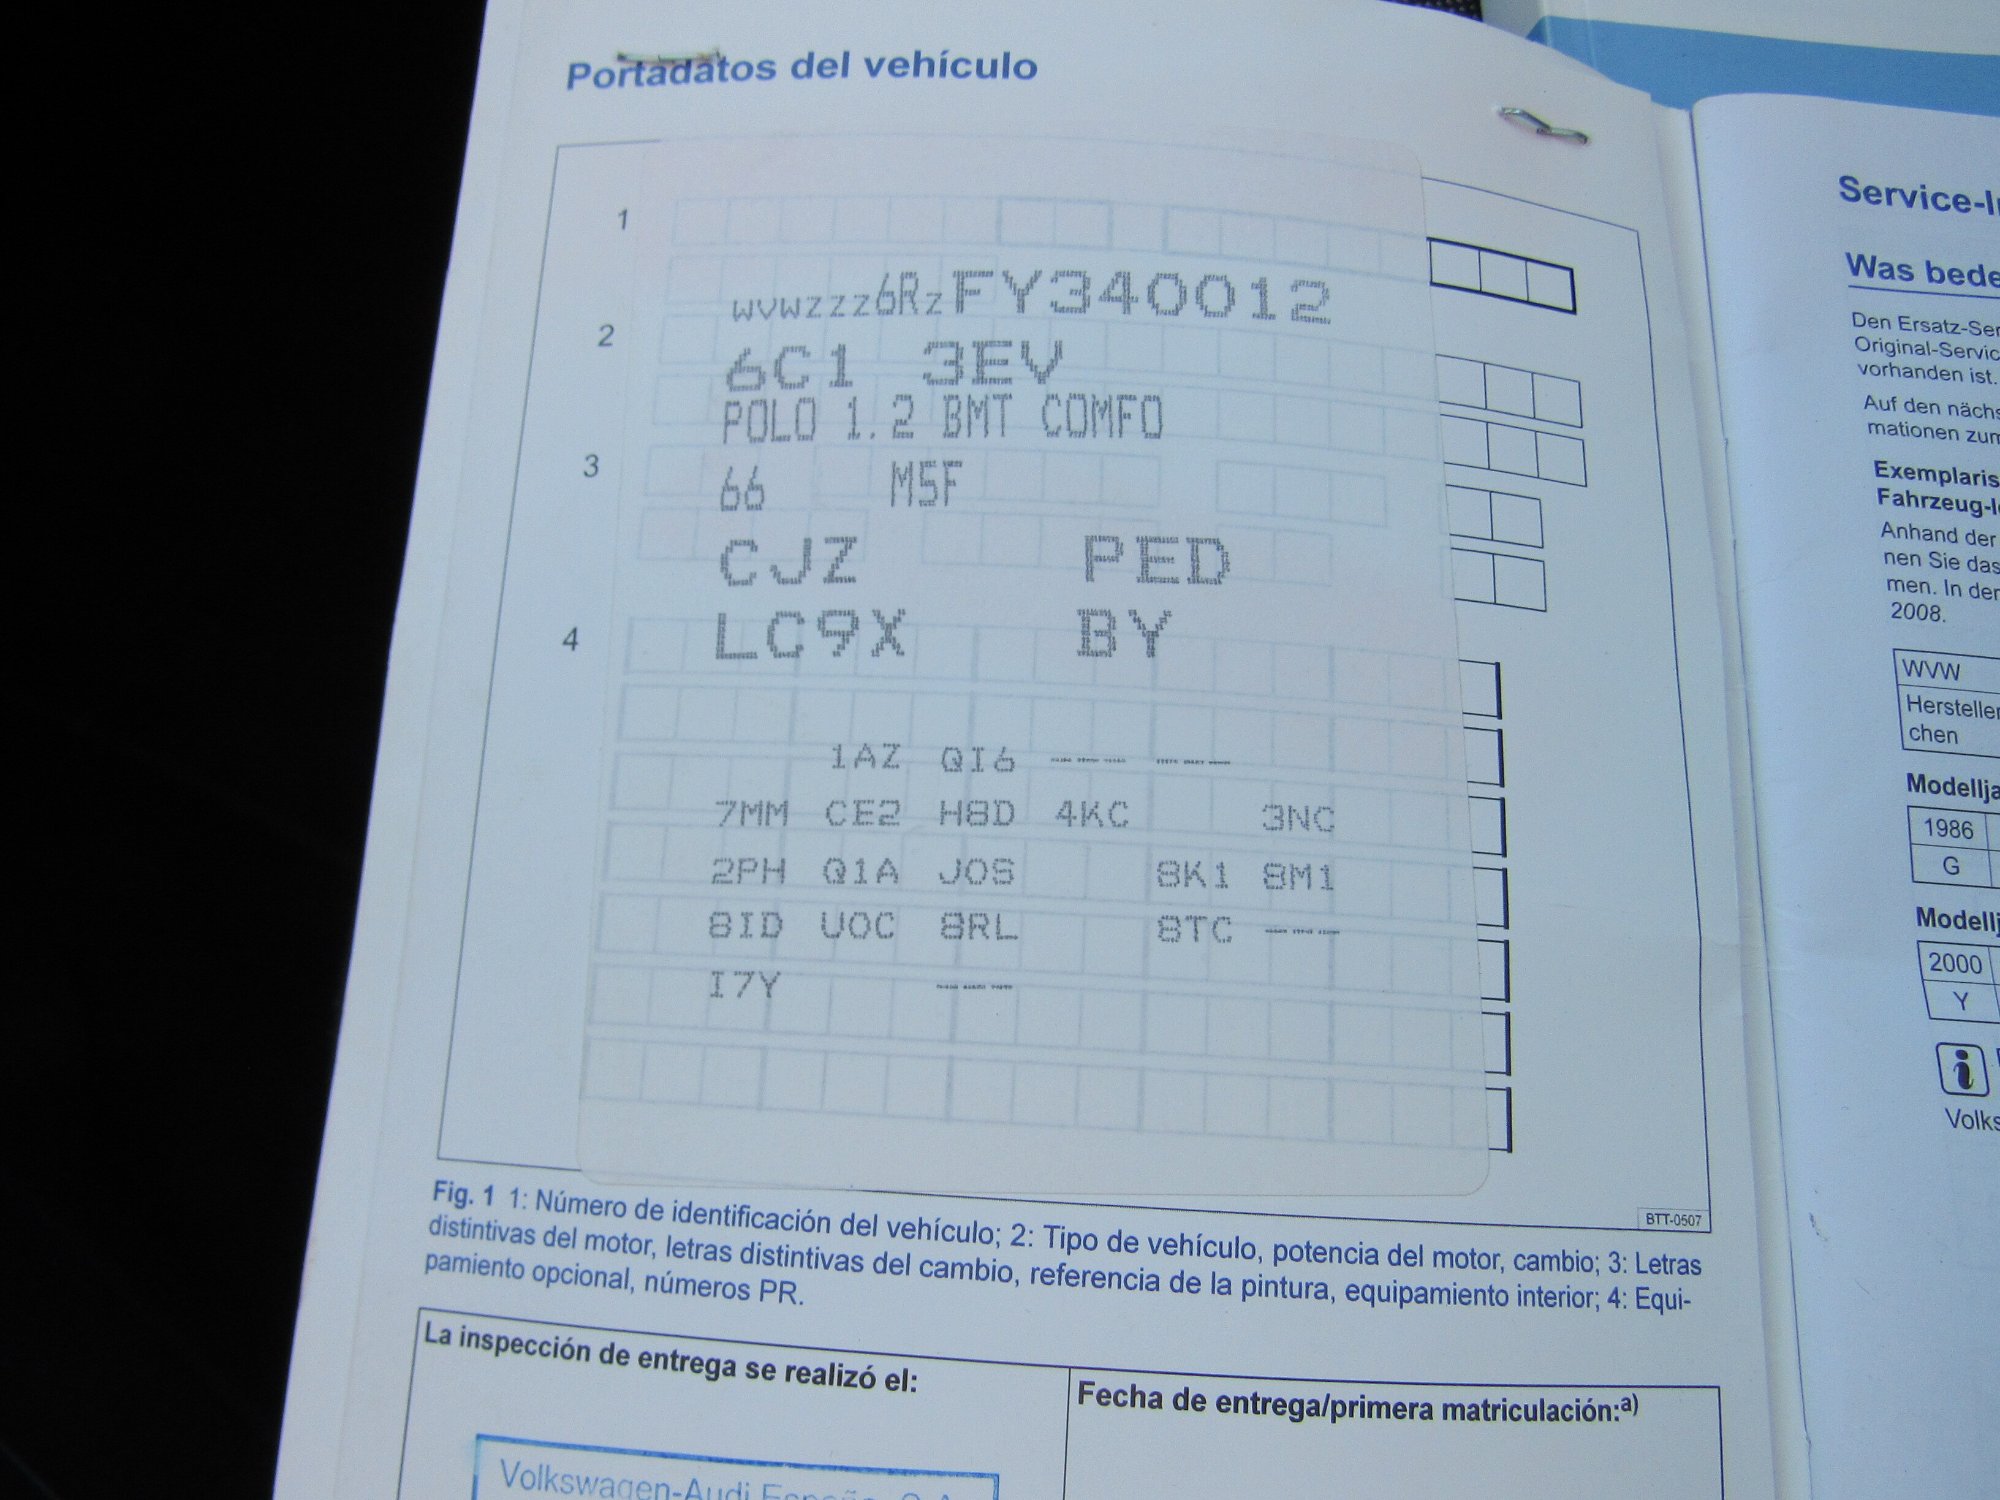 Portadatos del vehículo
1
WVWZZZ6RZFY340012
2
6C1 3EV
POLO 1.2 BMT COMFO
3
66 M5F
CJZ PED
4
LC9X BY
1AZ QI6 --- ---
7MM CE2 H8D 4KC 3NC
2PH Q1A J0S 8K1 8M1
8ID U0C 8RL 8TC ---
I7Y ---
BTT-0507
Fig. 1 1: Número de identificación del vehículo; 2: Tipo de vehículo, potencia del motor, cambio; 3: Letras
distintivas del motor, letras distintivas del cambio, referencia de la pintura, equipamiento interior; 4: Equi-
pamiento opcional, números PR.
La inspección de entrega se realizó el:
Fecha de entrega/primera matriculación:a)
Volkswagen-Audi España, S.A.
Service-I
Was bede
Den Ersatz-Ser
Original-Servic
vorhanden ist.
Auf den nächs
mationen zum
Exemplaris
Fahrzeug-I
Anhand der
nen Sie das
men. In der
2008.
WVW
Hersteller
chen
Modellja
1986
G
Modellj
2000
Y
i
Volks